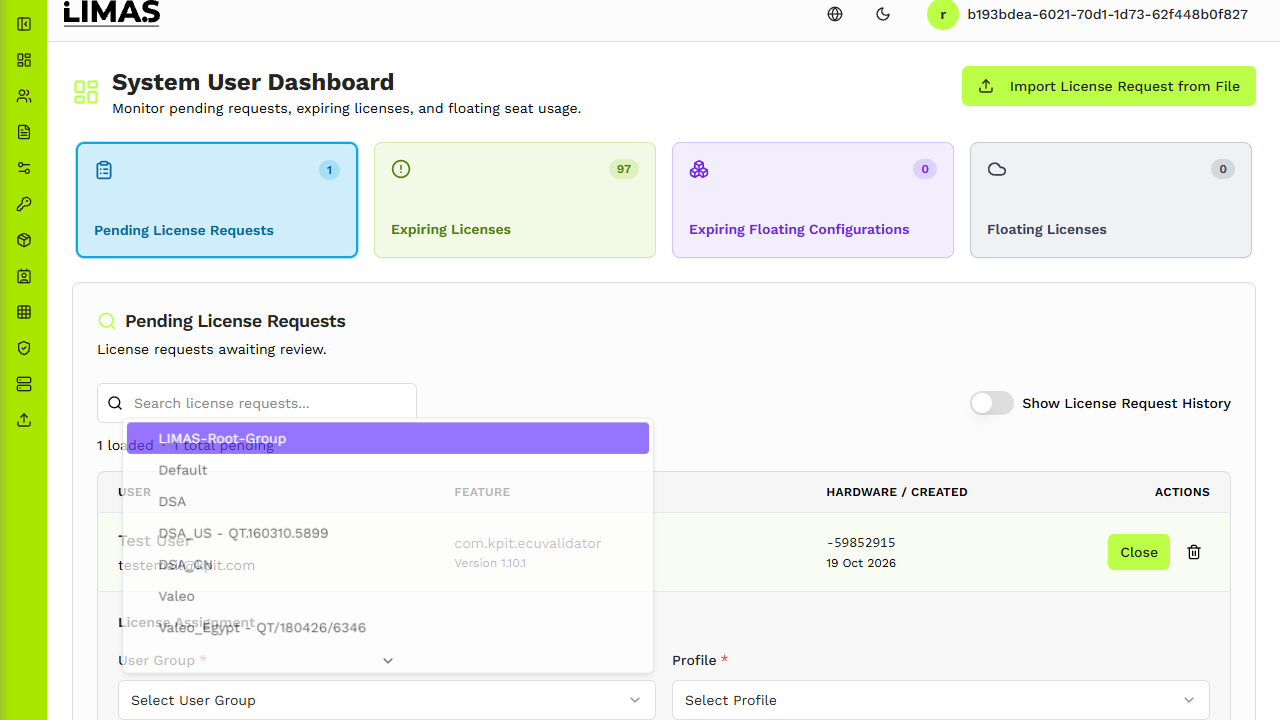 LIMAS
r b193bdea-6021-70d1-1d73-62f448b0f827
System User Dashboard
Monitor pending requests, expiring licenses, and floating seat usage.
Import License Request from File
1
Pending License Requests
97
Expiring Licenses
0
Expiring Floating Configurations
0
Floating Licenses
Pending License Requests
License requests awaiting review.
Search license requests...
Show License Request History
1 loaded · 1 total pending
LIMAS-Root-Group
Default
DSA
DSA_US - QT.160310.5899
DSA_CN
Valeo
Valeo_Egypt - QT/180426/6346
USER FEATURE HARDWARE / CREATED ACTIONS
Test User
testemail@kpit.com
com.kpit.ecuvalidator
Version 1.10.1
-59852915
19 Oct 2026
Close
License Assignment
User Group *
Select User Group
Profile *
Select Profile